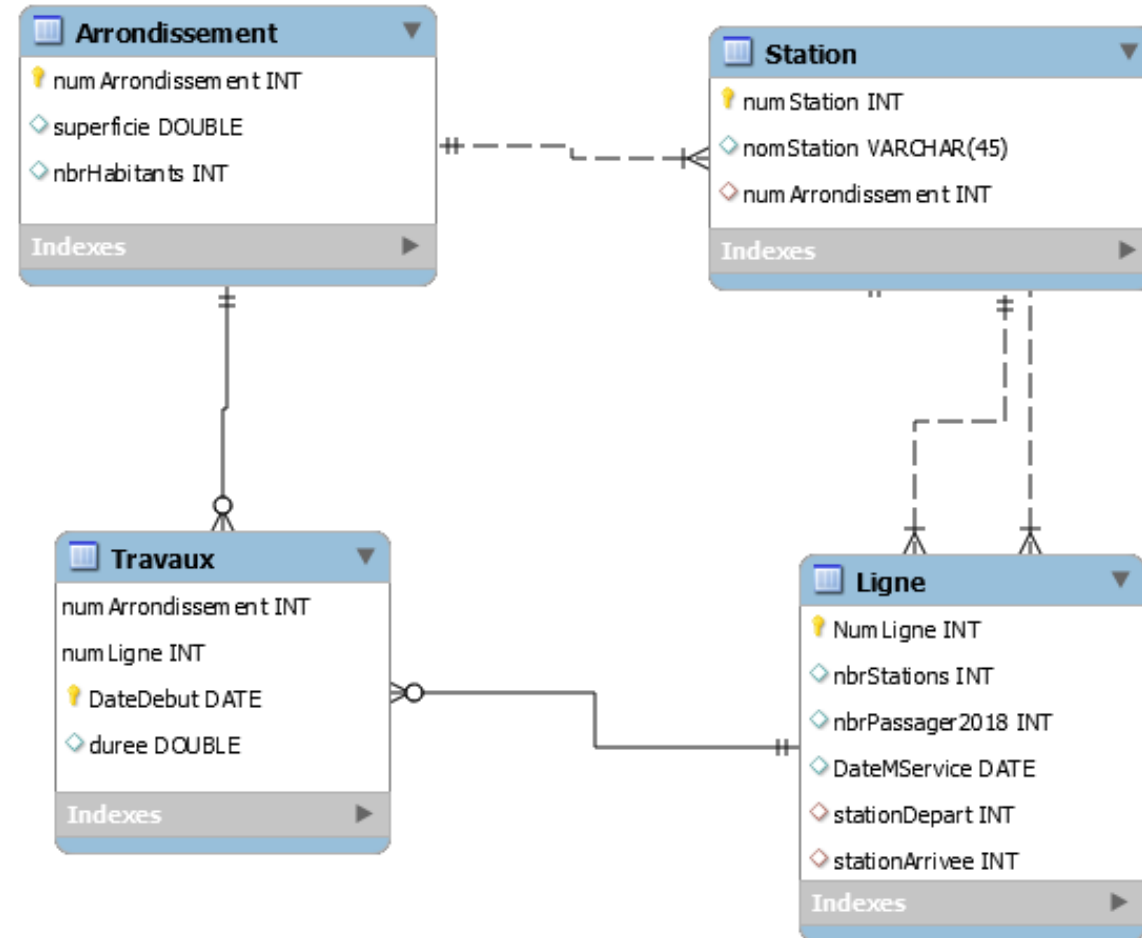 Arrondissement
numArrondissement INT
superficie DOUBLE
nbrHabitants INT
Indexes
Station
numStation INT
nomStation VARCHAR(45)
numArrondissement INT
Indexes
Travaux
numArrondissement INT
numLigne INT
DateDebut DATE
duree DOUBLE
Indexes
Ligne
NumLigne INT
nbrStations INT
nbrPassager2018 INT
DateMService DATE
stationDepart INT
stationArrivee INT
Indexes